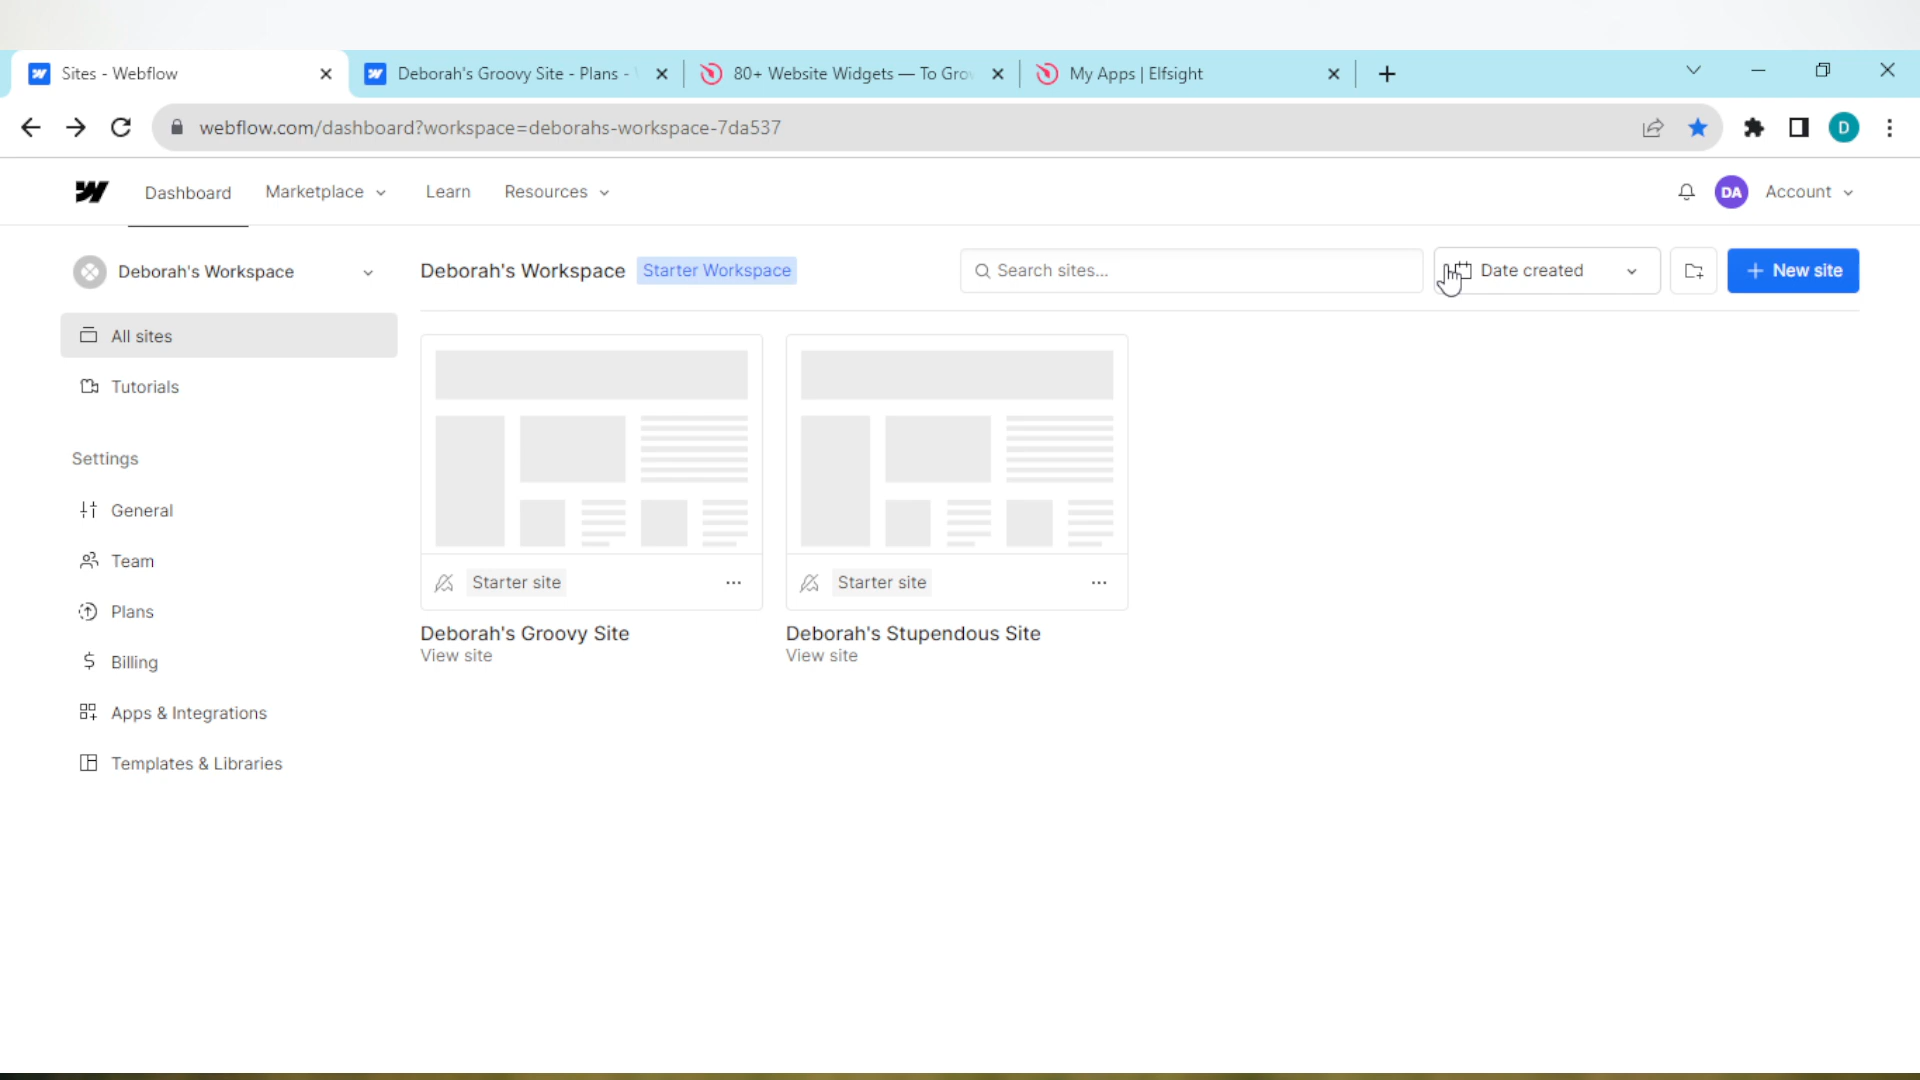 Sites - Webflow
Deborah's Groovy Site - Plans -
80+ Website Widgets — To Gro
My Apps | Elfsight
webflow.com/dashboard?workspace=deborahs-workspace-7da537
D
Dashboard
Marketplace
Learn
Resources
DA
Account
Deborah's Workspace
Deborah's Workspace
Starter Workspace
Search sites...
Date created
New site
All sites
Tutorials
Settings
General
Team
Plans
Billing
Apps & Integrations
Templates & Libraries
Starter site
Starter site
Deborah's Groovy Site
View site
Deborah's Stupendous Site
View site